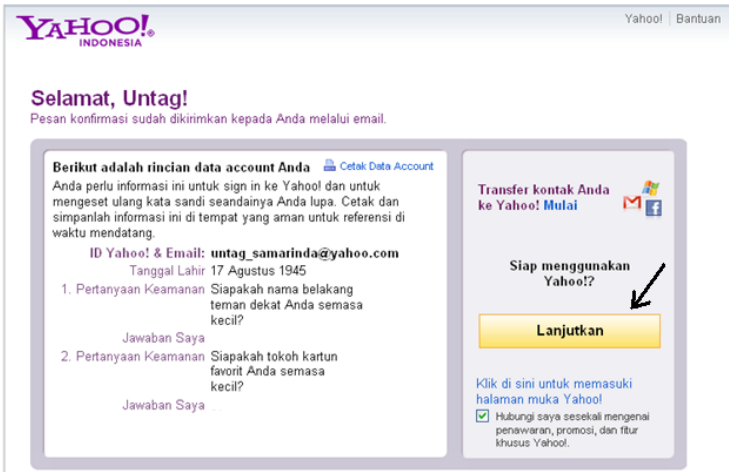 YAHOO!
INDONESIA
Yahoo! Bantuan
Selamat, Untag!
Pesan konfirmasi sudah dikirimkan kepada Anda melalui email.
Berikut adalah rincian data account Anda Cetak Data Account
Anda perlu informasi ini untuk sign in ke Yahoo! dan untuk
mengeset ulang kata sandi seandainya Anda lupa. Cetak dan
simpanlah informasi ini di tempat yang aman untuk referensi di
waktu mendatang.
ID Yahoo! & Email: untag_samarinda@yahoo.com
Tanggal Lahir 17 Agustus 1945
1. Pertanyaan Keamanan Siapakah nama belakang
teman dekat Anda semasa
kecil?
Jawaban Saya
2. Pertanyaan Keamanan Siapakah tokoh kartun
favorit Anda semasa
kecil?
Jawaban Saya
Transfer kontak Anda
ke Yahoo! Mulai
Siap menggunakan
Yahoo!?
Lanjutkan
Klik di sini untuk memasuki
halaman muka Yahoo!
Hubungi saya sesekali mengenai
penawaran, promosi, dan fitur
khusus Yahoo!.